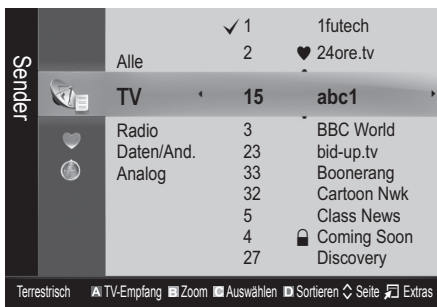 Sender
1 1futech
Alle 2 24ore.tv
TV 15 abc1
Radio 3 BBC World
Daten/And. 23 bid-up.tv
Analog 33 Boonerang
32 Cartoon Nwk
5 Class News
4 Coming Soon
27 Discovery
Terrestrisch A TV-Empfang B Zoom C Auswählen D Sortieren Seite Extras